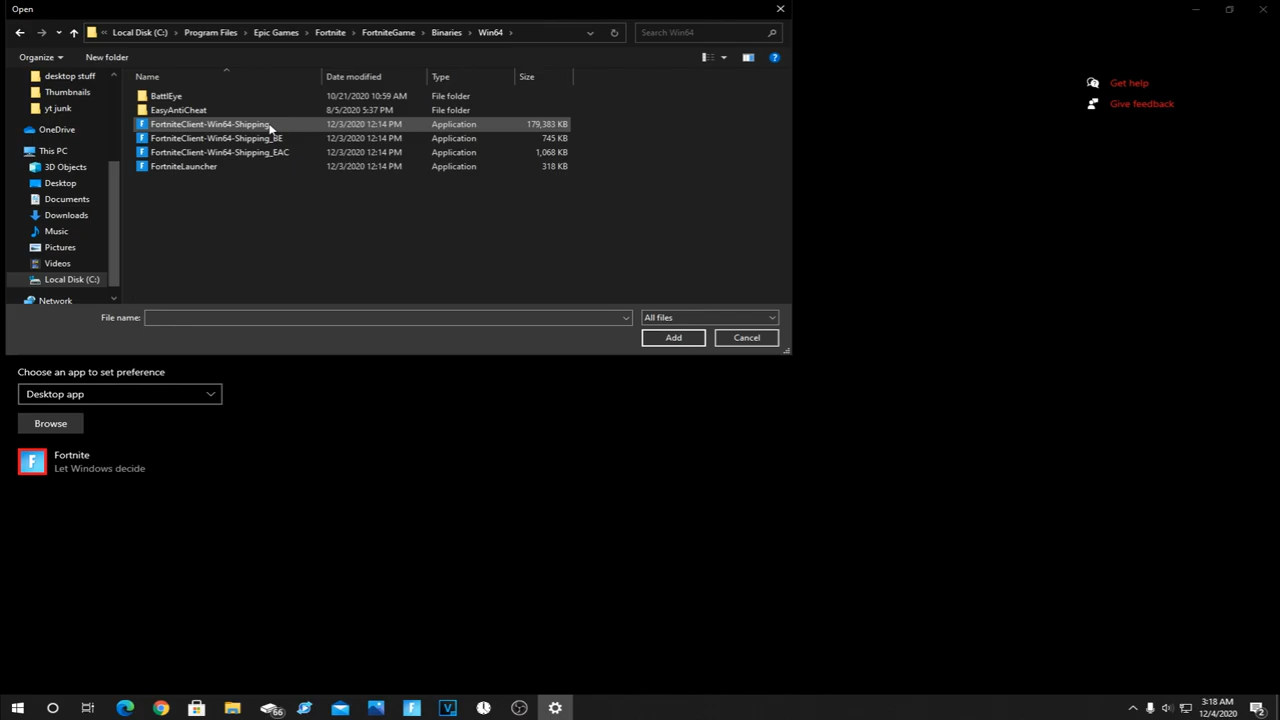 Open
Local Disk (C:) Program Files Epic Games Fortnite FortniteGame Binaries Win64
Search Win64
Organize New folder
Name Date modified Type Size
desktop stuff
Thumbnails
yt junk
OneDrive
This PC
3D Objects
Desktop
Documents
Downloads
Music
Pictures
Videos
Local Disk (C:)
Network
BattlEye 10/21/2020 10:59 AM File folder
EasyAntiCheat 8/5/2020 5:37 PM File folder
FortniteClient-Win64-Shipping 12/3/2020 12:14 PM Application 179,383 KB
FortniteClient-Win64-Shipping_BE 12/3/2020 12:14 PM Application 745 KB
FortniteClient-Win64-Shipping_EAC 12/3/2020 12:14 PM Application 1,068 KB
FortniteLauncher 12/3/2020 12:14 PM Application 318 KB
File name: All files
Add Cancel
Get help
Give feedback
Choose an app to set preference
Desktop app
Browse
F Fortnite
Let Windows decide
66
3:18 AM
12/4/2020
2